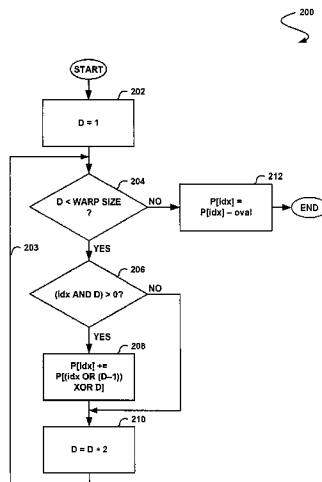 200
START
202
D = 1
204
D < WARP SIZE
?
NO
212
P[idx] =
P[idx] – oval
END
203
YES
206
(idx AND D) > 0?
NO
YES
208
P[idx] +=
P[(idx OR (D–1))
XOR D]
210
D = D * 2